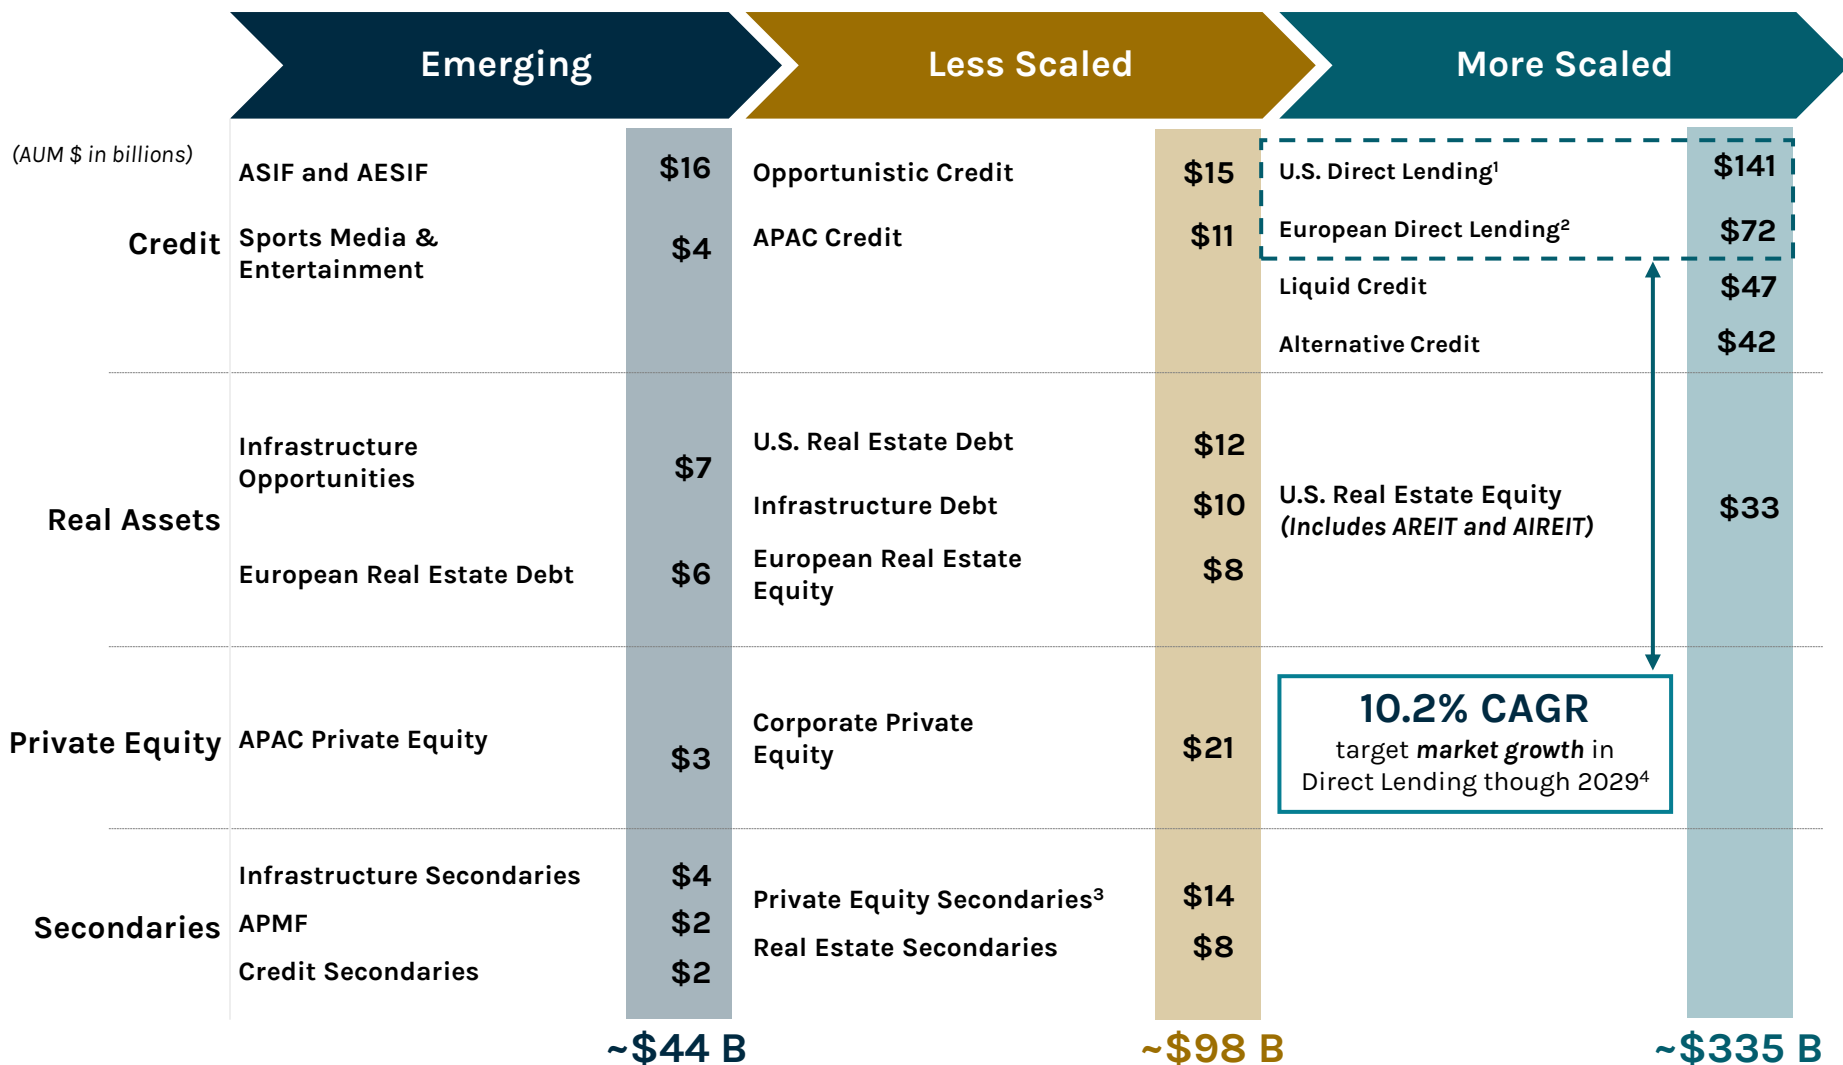 Emerging
Less Scaled
More Scaled
(AUM $ in billions)
Credit
ASIF and AESIF $16
Sports Media &
Entertainment
$4
Opportunistic Credit $15
APAC Credit $11
U.S. Direct Lending¹ $141
European Direct Lending² $72
Liquid Credit $47
Alternative Credit $42
Real Assets
Infrastructure
Opportunities
$7
European Real Estate Debt $6
U.S. Real Estate Debt $12
Infrastructure Debt $10
European Real Estate
Equity
$8
U.S. Real Estate Equity
(Includes AREIT and AIREIT)
$33
Private Equity
APAC Private Equity $3
Corporate Private
Equity
$21
10.2% CAGR
target market growth in
Direct Lending though 2029⁴
Secondaries
Infrastructure Secondaries $4
APMF $2
Credit Secondaries $2
Private Equity Secondaries³ $14
Real Estate Secondaries $8
~$44 B
~$98 B
~$335 B